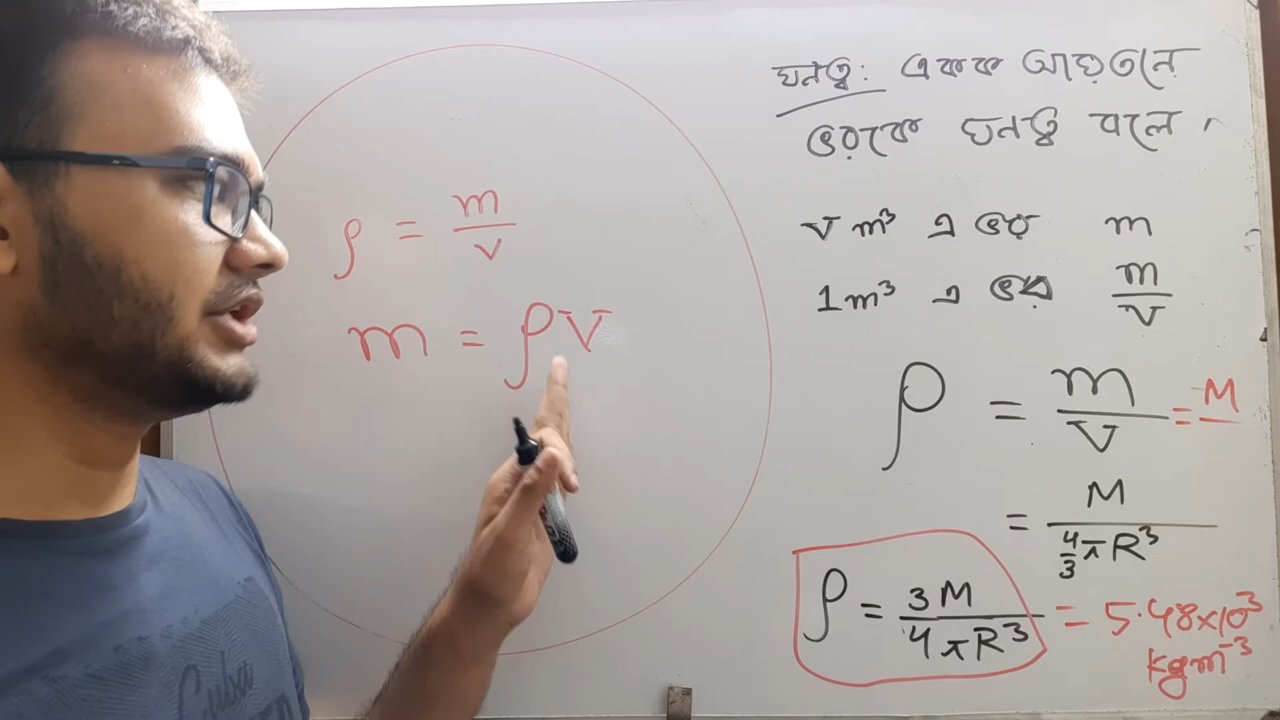 ঘনত্ব: একক আয়তনে
ভরকে ঘনত্ব বলে।
V m³ এ ভর m
1m³ এ ভর m/V
ρ = m/V = M
= M/(4/3 πR³)
ρ = 3M/4πR³ = 5.48×10³
kgm⁻³
ρ = m/v
m = ρV
Cuba